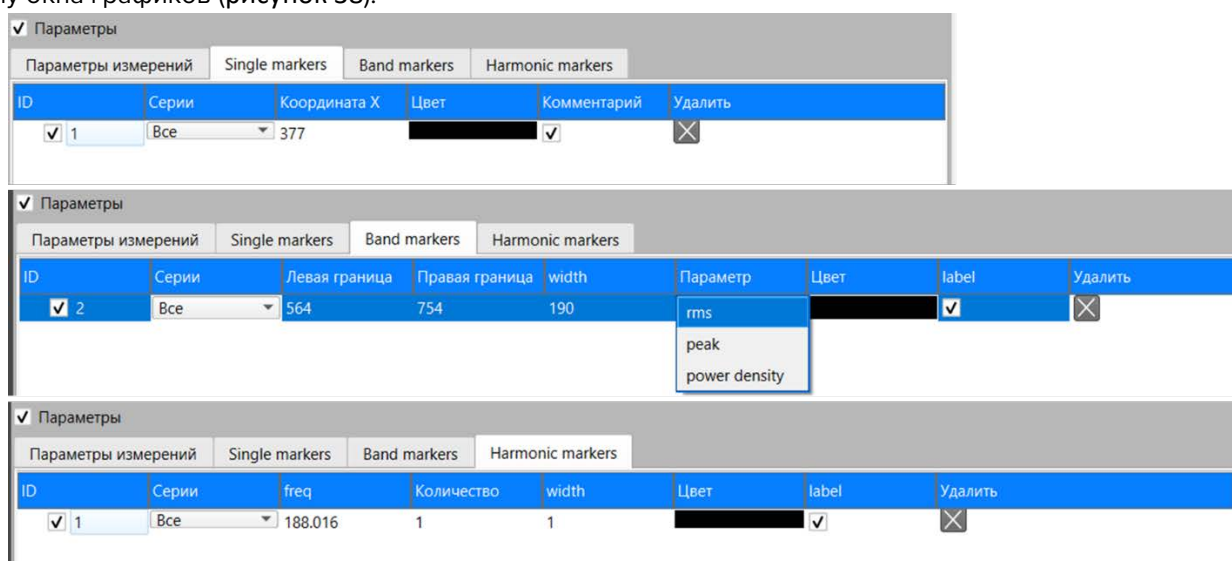 окна графиков (рисунок 58).
Параметры
Параметры измерений Single markers Band markers Harmonic markers
ID Серии Координата X Цвет Комментарий Удалить
1 Все 377
Параметры
Параметры измерений Single markers Band markers Harmonic markers
ID Серии Левая граница Правая граница width Параметр Цвет label Удалить
2 Все 564 754 190 rms
peak
power density
Параметры
Параметры измерений Single markers Band markers Harmonic markers
ID Серии freq Количество width Цвет label Удалить
1 Все 188.016 1 1